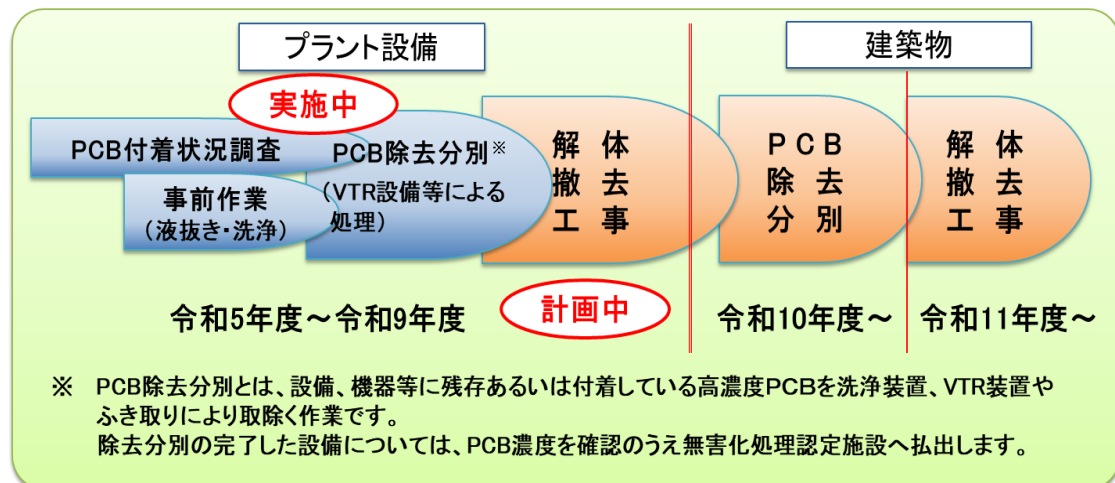 プラント設備
建築物
実施中
PCB付着状況調査
事前作業
(液抜き・洗浄)
PCB除去分別※
(VTR設備等による
処理)
解体
撤去
工事
PCB
除去
分別
解体
撤去
工事
計画中
令和5年度～令和9年度
令和10年度～
令和11年度～
※ PCB除去分別とは、設備、機器等に残存あるいは付着している高濃度PCBを洗浄装置、VTR装置や
ふき取りにより取除く作業です。
除去分別の完了した設備については、PCB濃度を確認のうえ無害化処理認定施設へ払出します。